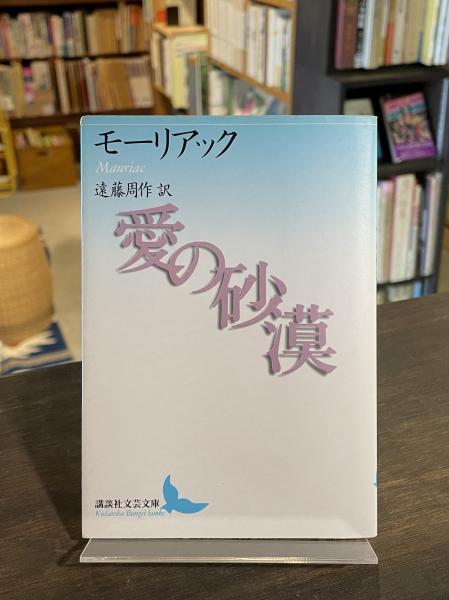 モーリアック
Mauriac
遠藤周作 訳
愛の砂漠
講談社文芸文庫
Kodansha Bungei bunko